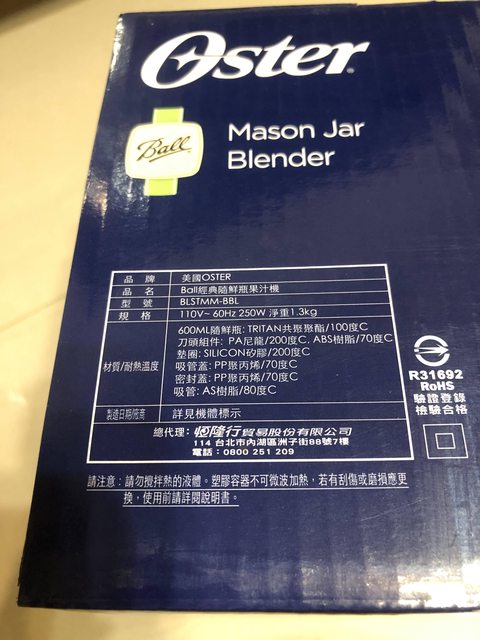 Oster
Ball
Mason Jar
Blender
品 牌 美國OSTER
品 名 Ball經典隨鮮瓶果汁機
型 號 BLSTMM-BBL
規 格 110V~ 60Hz 250W 淨重1.3kg
材質/耐熱溫度 600ML隨鮮瓶: TRITAN共聚聚酯/100度C
刀頭組件: PA尼龍/200度C, ABS樹脂/70度C
墊圈: SILICON矽膠/200度C
吸管蓋: PP聚丙烯/70度C
密封蓋: PP聚丙烯/70度C
吸管: AS樹脂/80度C
製造日期/廠商 詳見機體標示
總代理: 恆隆行貿易股份有限公司
114 台北市內湖區洲子街88號7樓
電話:0800 251 209
R31692
RoHS
驗證登錄
檢驗合格
請注意:請勿攪拌熱的液體。塑膠容器不可微波加熱,若有刮傷或磨損應更
換,使用前請詳閱說明書。